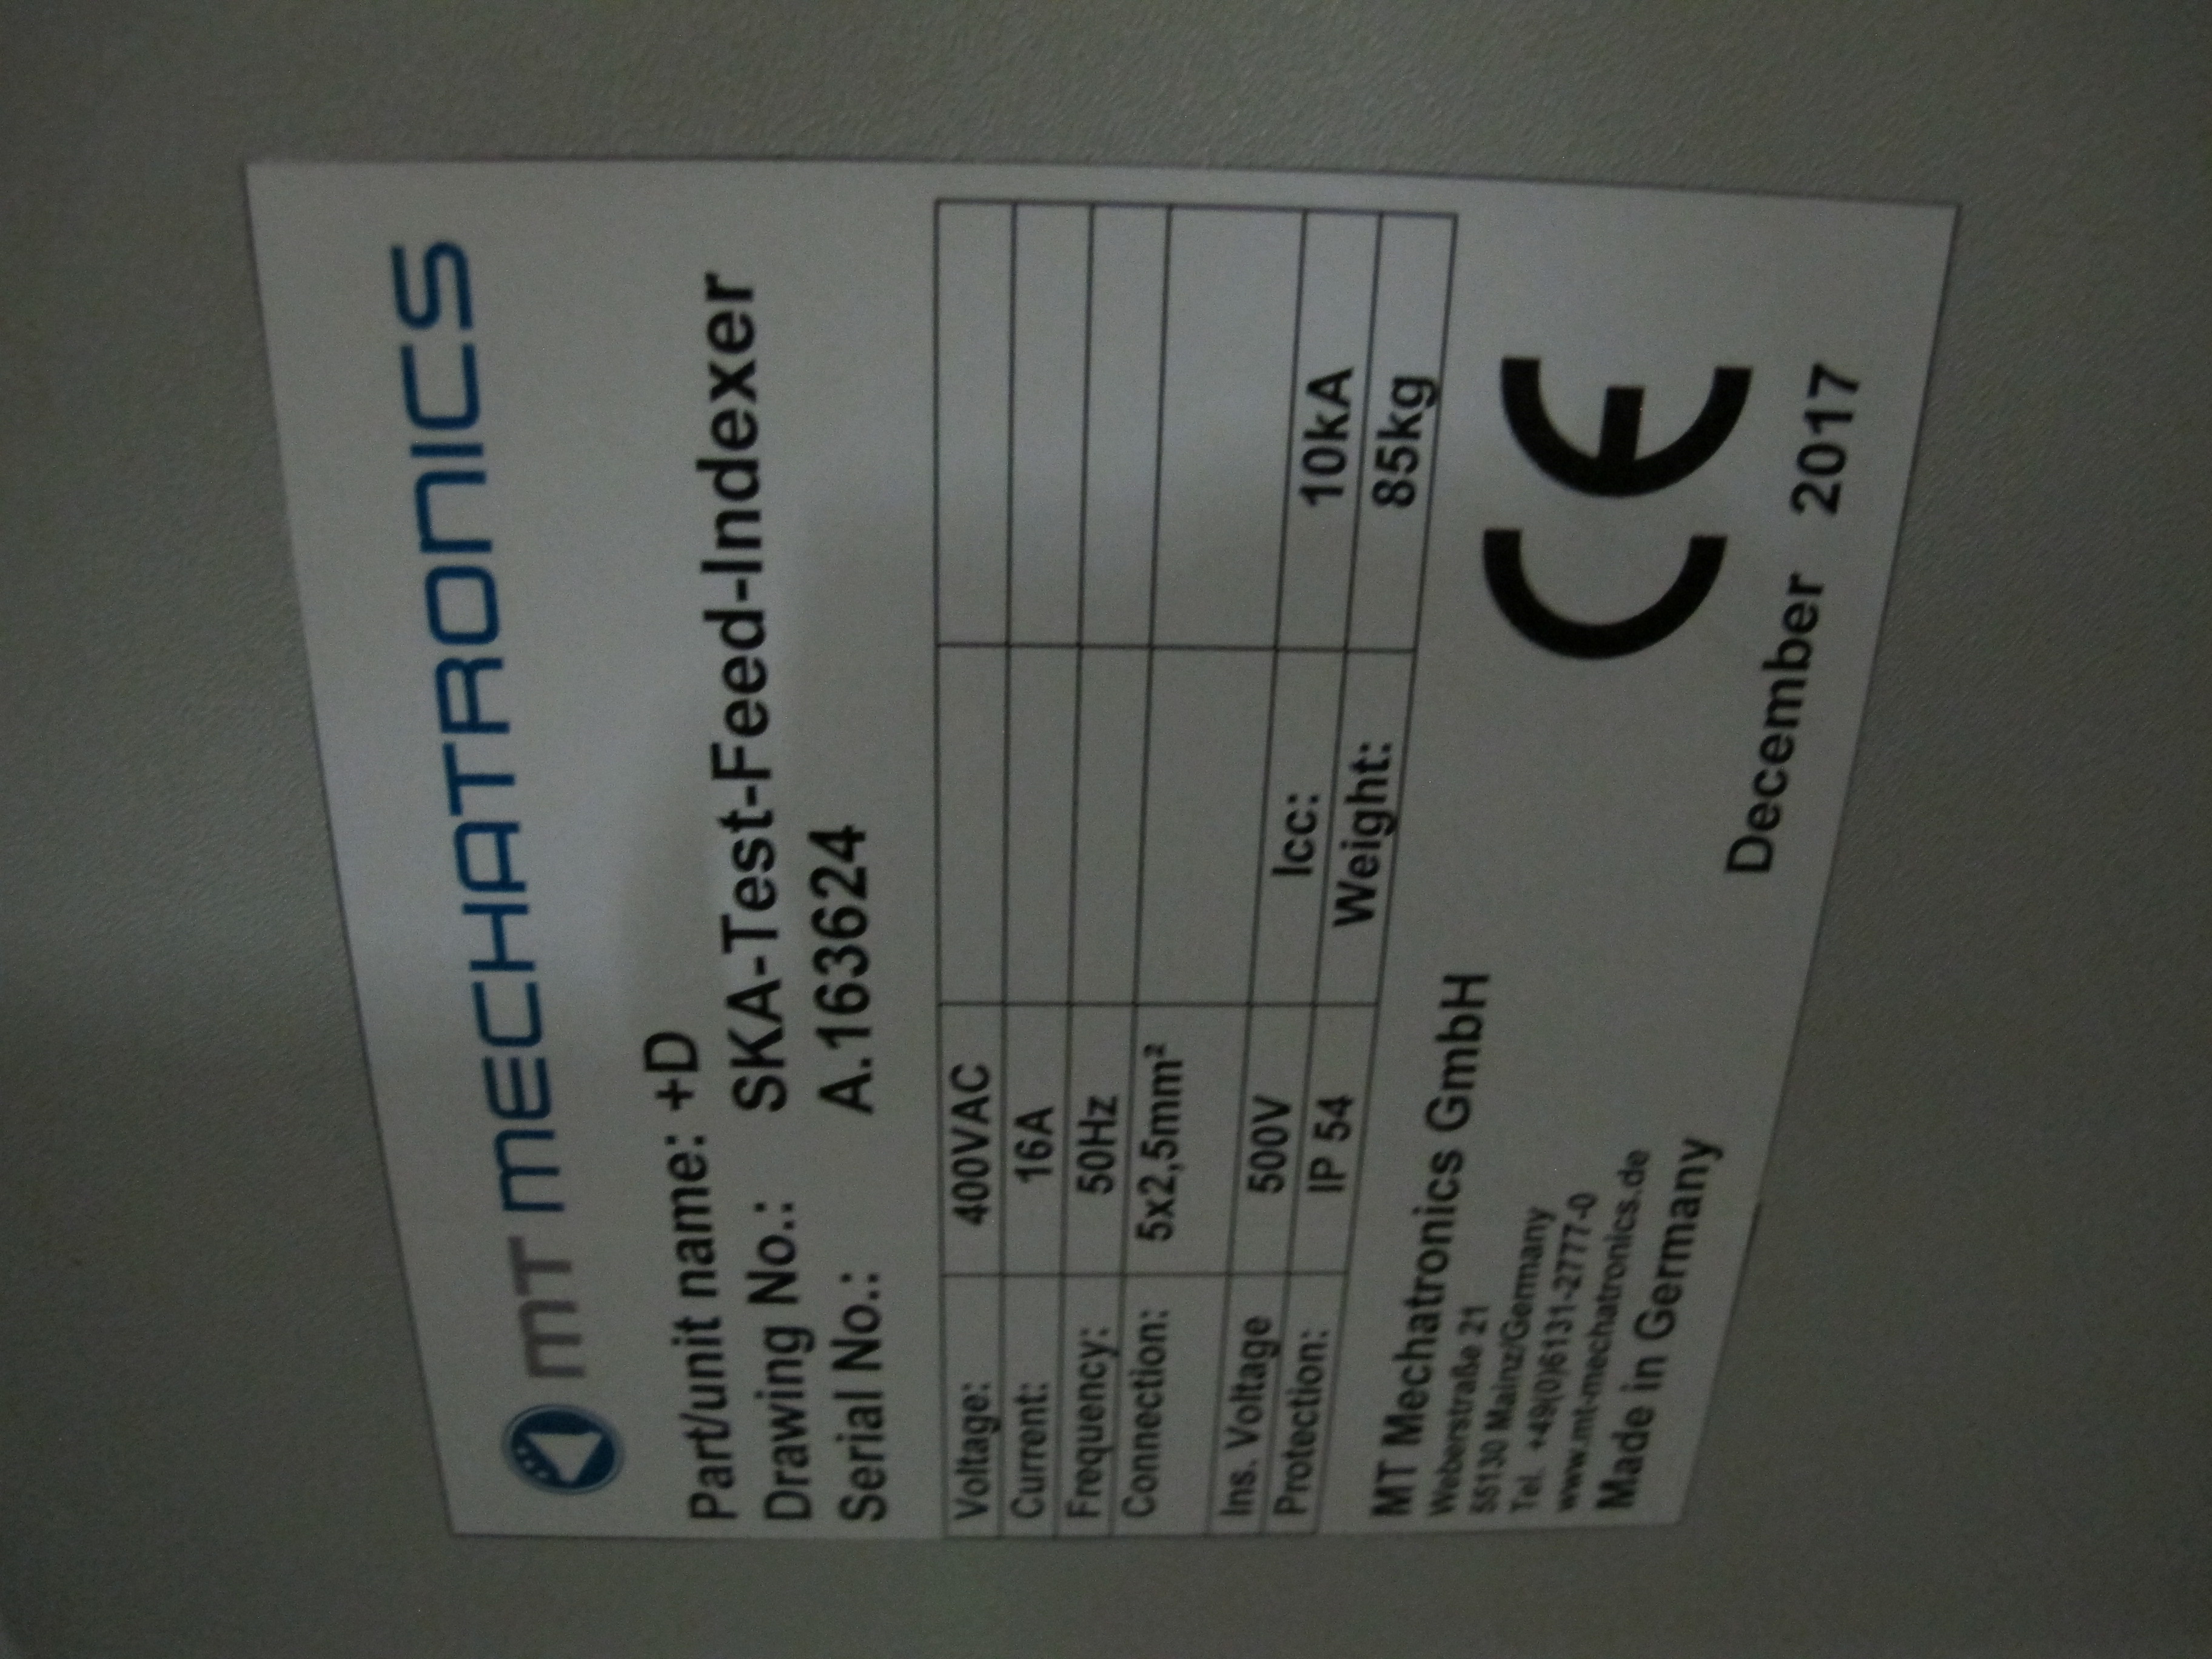 MT MECHATRONICS
Part/unit name: +D
Drawing No.: SKA-Test-Feed-Indexer
Serial No.: A.163624
Voltage: 400VAC
Current: 16A
Frequency: 50Hz
Connection: 5x2,5mm²
Ins. Voltage 500V Icc: 10kA
Protection: IP 54 Weight: 85kg
MT Mechatronics GmbH
Weberstraße 21
55130 Mainz/Germany
Tel. +49(0)6131-2777-0
www.mt-mechatronics.de
Made in Germany
CE
December 2017